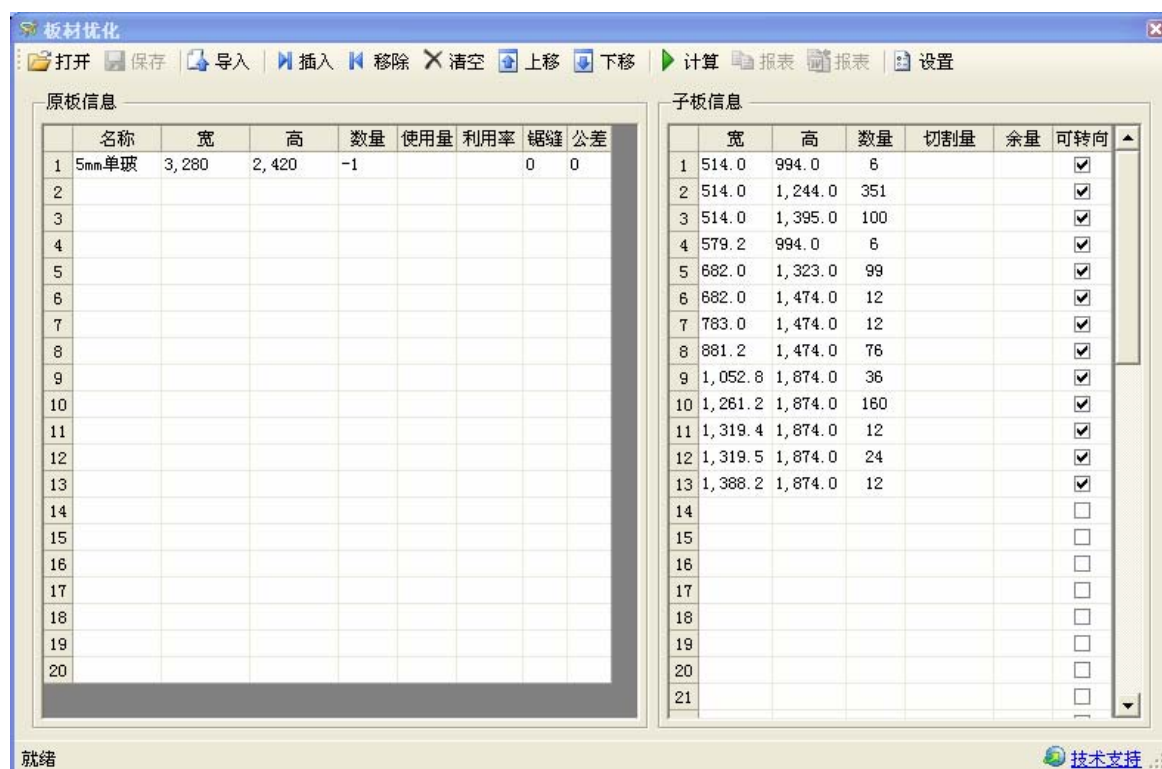 板材优化
打开 保存 导入 插入 移除 清空 上移 下移 计算 报表 报表 设置
原板信息
名称 宽 高 数量 使用量 利用率 锯缝 公差
1 5mm单玻 3,280 2,420 -1 0 0
2
3
4
5
6
7
8
9
10
11
12
13
14
15
16
17
18
19
20
子板信息
宽 高 数量 切割量 余量 可转向
1 514.0 994.0 6
2 514.0 1,244.0 351
3 514.0 1,395.0 100
4 579.2 994.0 6
5 682.0 1,323.0 99
6 682.0 1,474.0 12
7 783.0 1,474.0 12
8 881.2 1,474.0 76
9 1,052.8 1,874.0 36
10 1,261.2 1,874.0 160
11 1,319.4 1,874.0 12
12 1,319.5 1,874.0 24
13 1,388.2 1,874.0 12
14
15
16
17
18
19
20
21
就绪 技术支持